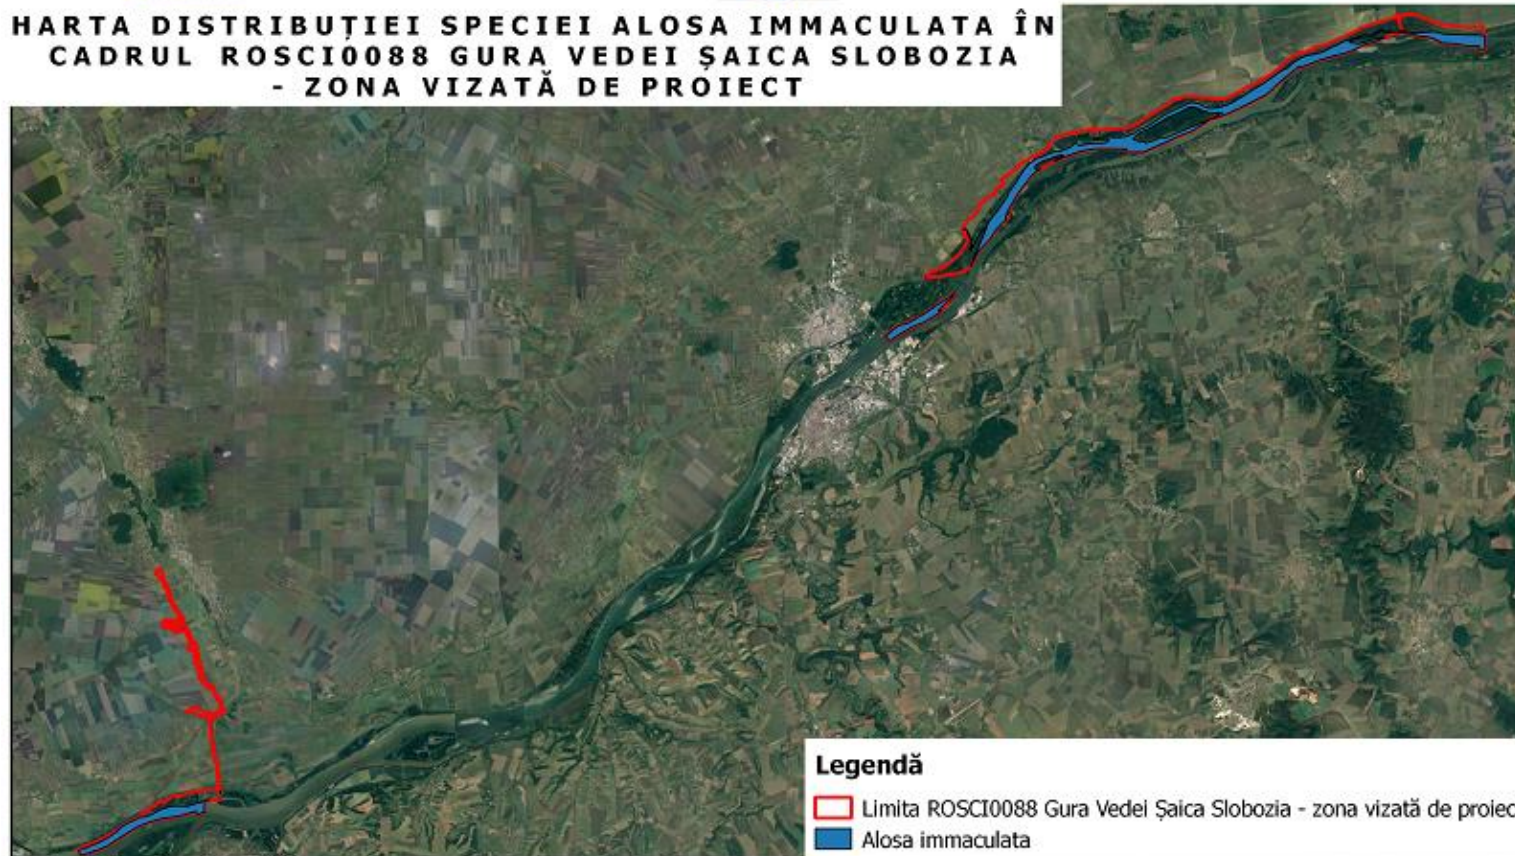 HARTA DISTRIBUȚIEI SPECIEI ALOSA IMMACULATA ÎN
CADRUL ROSCI0088 GURA VEDEI ȘAICA SLOBOZIA
- ZONA VIZATĂ DE PROIECT
Legendă
Limita ROSCI0088 Gura Vedei Șaica Slobozia - zona vizată de proiec
Alosa immaculata